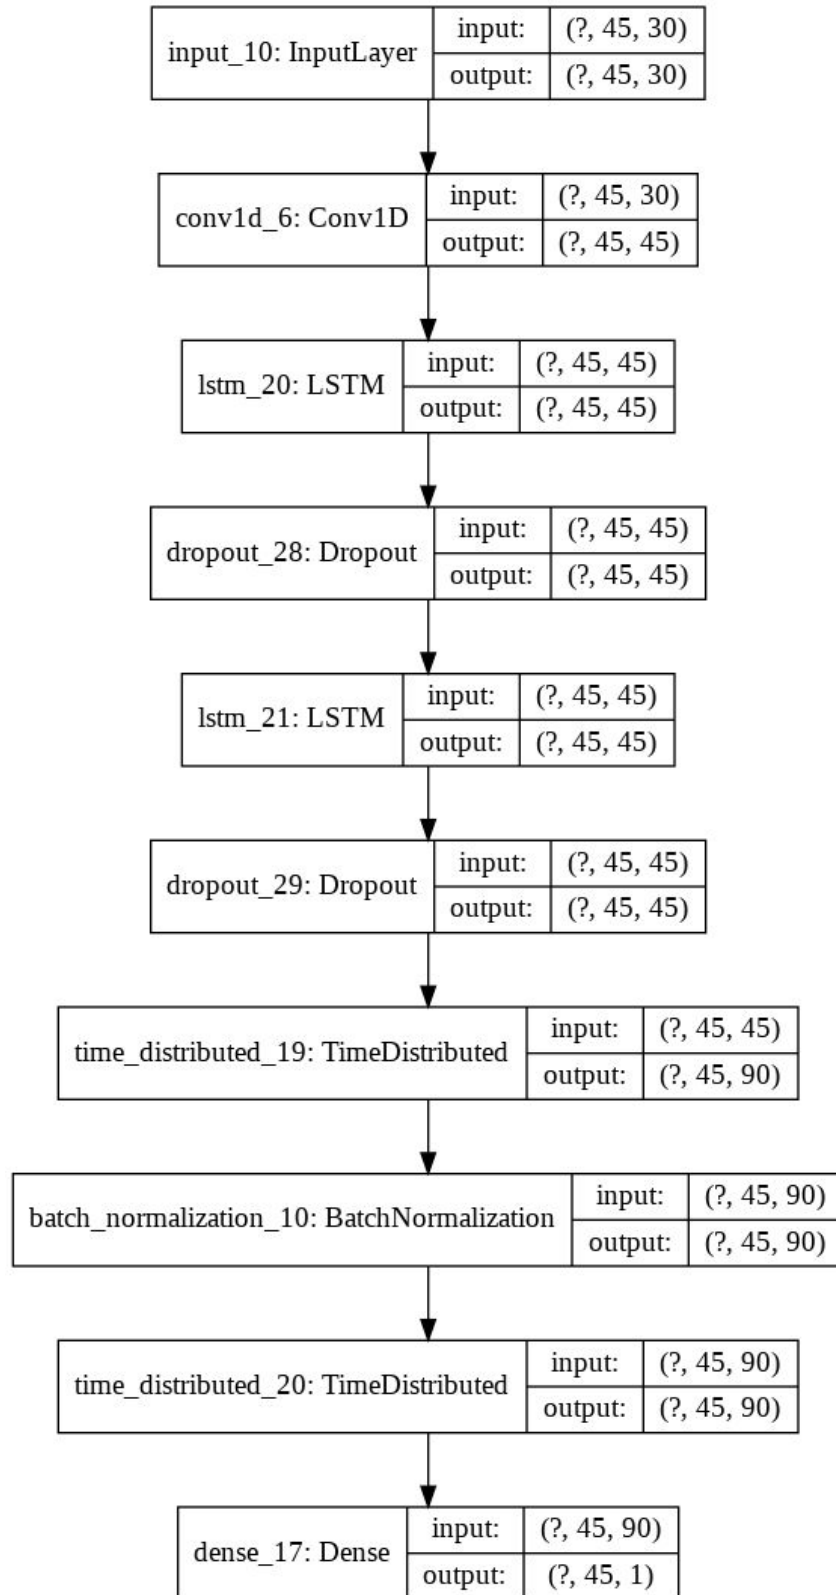 input_10: InputLayer
input: (?, 45, 30)
output: (?, 45, 30)
conv1d_6: Conv1D
input: (?, 45, 30)
output: (?, 45, 45)
lstm_20: LSTM
input: (?, 45, 45)
output: (?, 45, 45)
dropout_28: Dropout
input: (?, 45, 45)
output: (?, 45, 45)
lstm_21: LSTM
input: (?, 45, 45)
output: (?, 45, 45)
dropout_29: Dropout
input: (?, 45, 45)
output: (?, 45, 45)
time_distributed_19: TimeDistributed
input: (?, 45, 45)
output: (?, 45, 90)
batch_normalization_10: BatchNormalization
input: (?, 45, 90)
output: (?, 45, 90)
time_distributed_20: TimeDistributed
input: (?, 45, 90)
output: (?, 45, 90)
dense_17: Dense
input: (?, 45, 90)
output: (?, 45, 1)